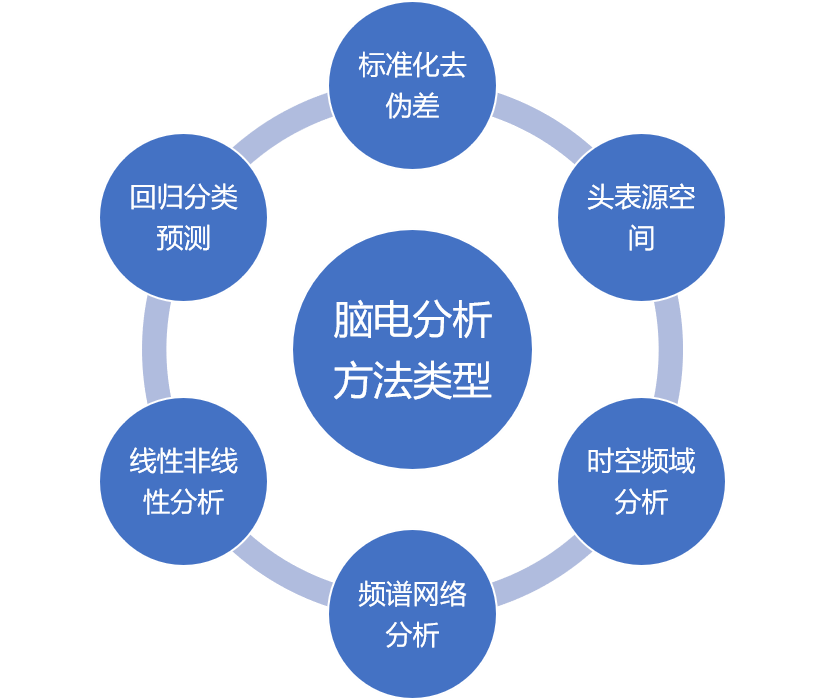 标准化去
伪差
头表源空
间
时空频域
分析
频谱网络
分析
线性非线
性分析
回归分类
预测
脑电分析
方法类型